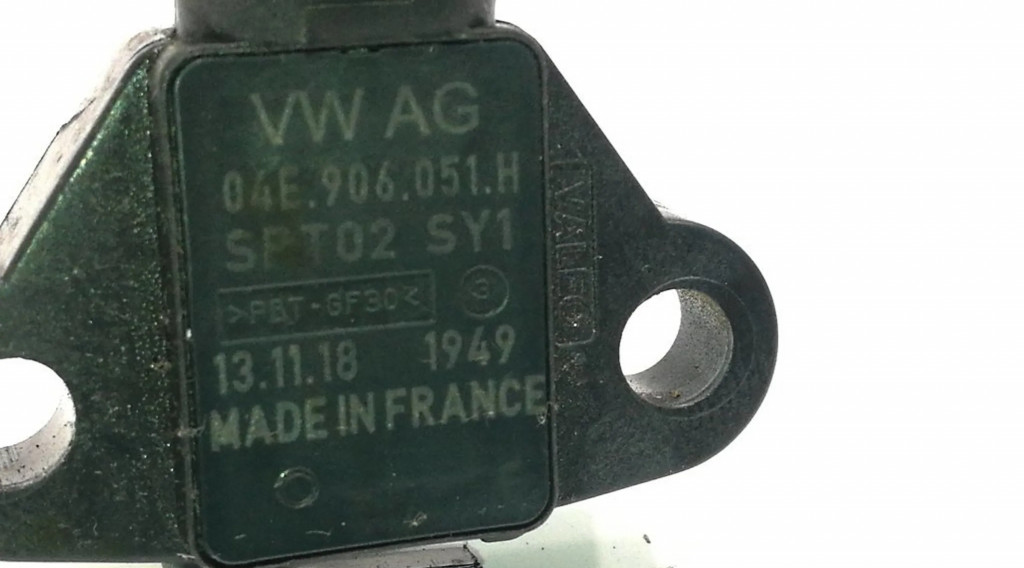 VW AG
04E.906.051.H
SPT02 SY1
>PBT-GF30< 3
13.11.18 1949
MADE IN FRANCE
VALEO